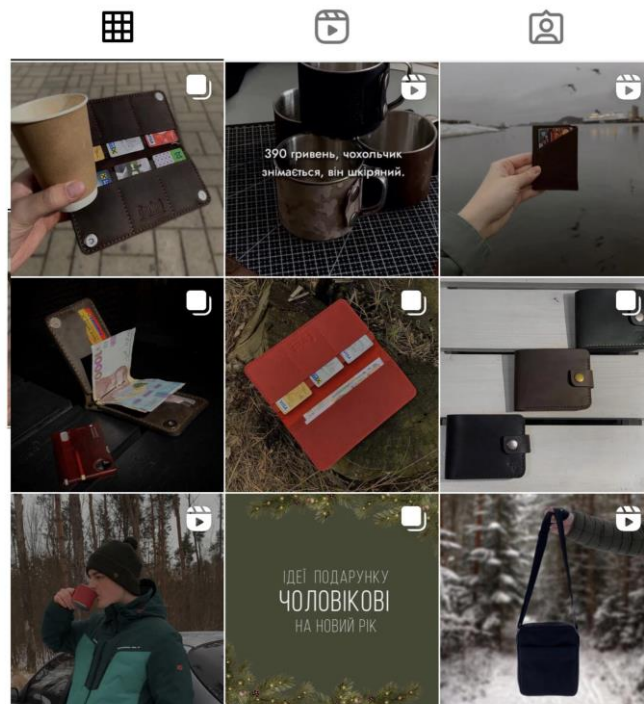 390 гривень, чохольчик
знімається, він шкіряний.
ІДЕЇ ПОДАРУНКУ
ЧОЛОВІКОВІ
НА НОВИЙ РІК